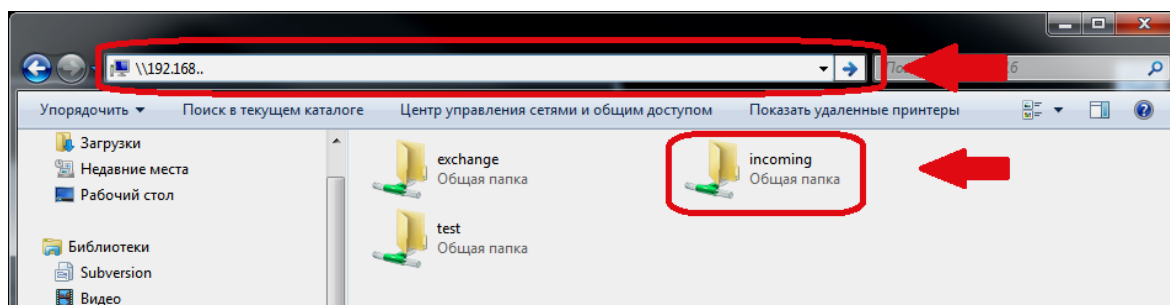 \\192.168..
Упорядочить
Поиск в текущем каталоге
Центр управления сетями и общим доступом
Показать удаленные принтеры
Загрузки
Недавние места
Рабочий стол
Библиотеки
Subversion
Видео
exchange
Общая папка
incoming
Общая папка
test
Общая папка